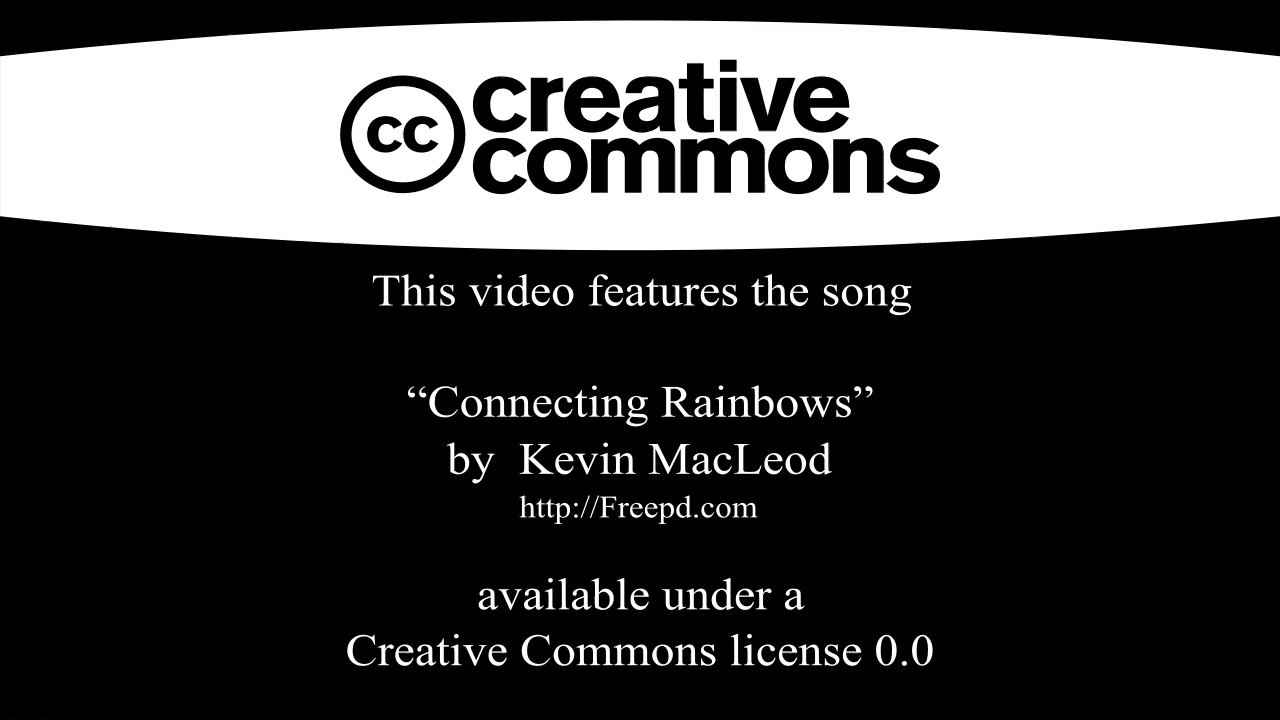 cc creative
commons
This video features the song
“Connecting Rainbows”
by  Kevin MacLeod
http://Freepd.com
available under a
Creative Commons license 0.0